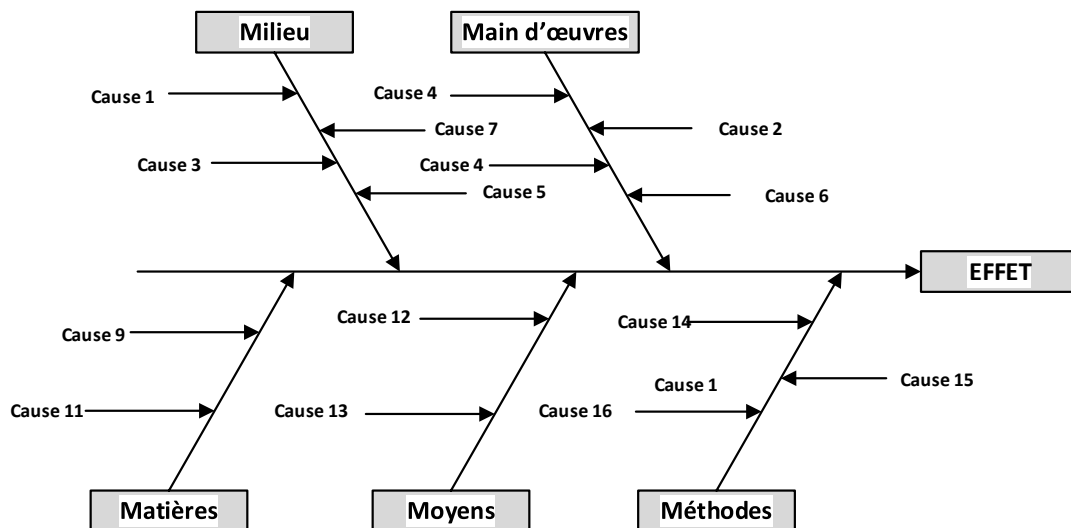 Milieu
Main d’œuvres
Cause 1
Cause 4
Cause 7
Cause 2
Cause 3
Cause 4
Cause 5
Cause 6
EFFET
Cause 9
Cause 12
Cause 14
Cause 1
Cause 15
Cause 11
Cause 13
Cause 16
Matières
Moyens
Méthodes